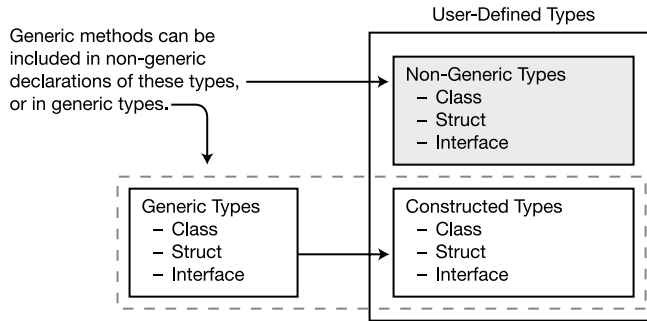 User-Defined Types
Generic methods can be
included in non-generic
declarations of these types,
or in generic types.
Non-Generic Types
– Class
– Struct
– Interface
Generic Types
– Class
– Struct
– Interface
Constructed Types
– Class
– Struct
– Interface